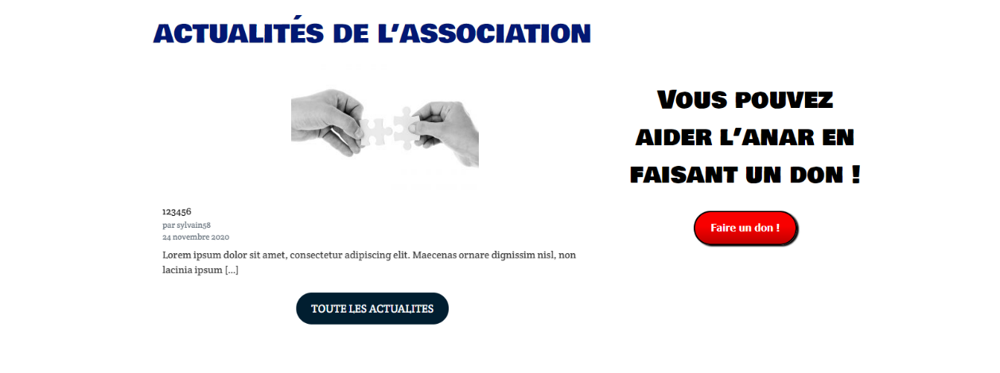 ACTUALITÉS DE L'ASSOCIATION
123456
par sylvain58
24 novembre 2020
Lorem ipsum dolor sit amet, consectetur adipiscing elit. Maecenas ornare dignissim nisl, non
lacinia ipsum [...]
TOUTE LES ACTUALITES
VOUS POUVEZ
AIDER L'ANAR EN
FAISANT UN DON !
Faire un don !